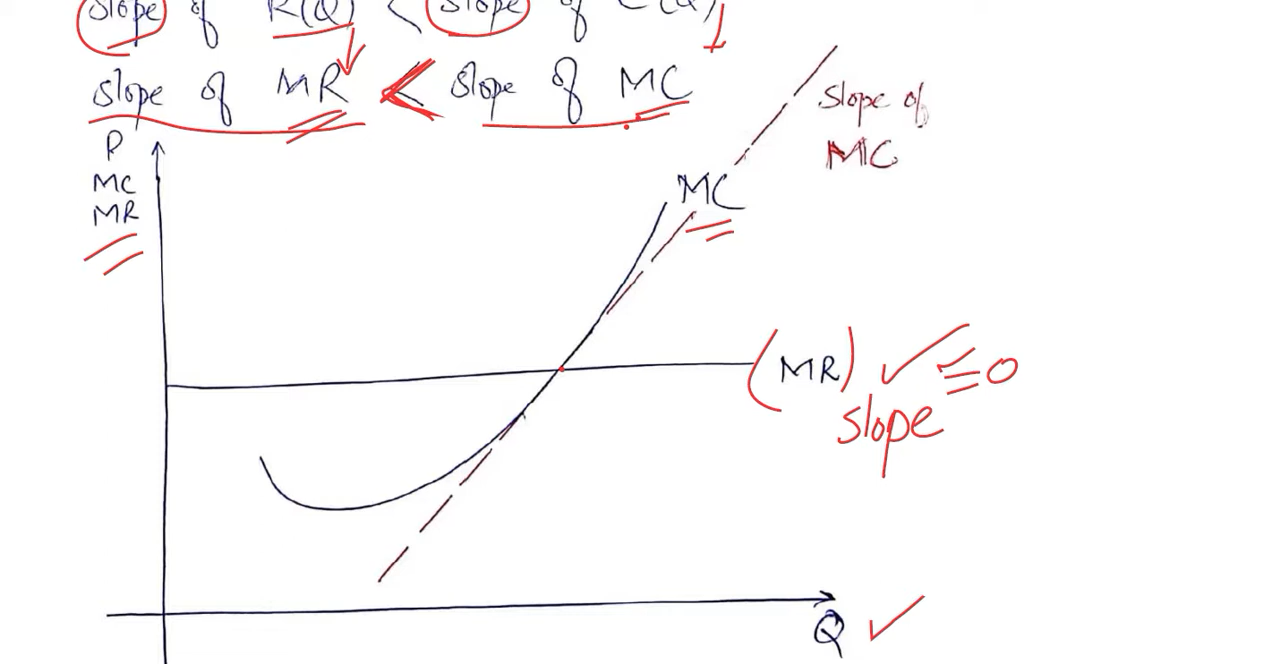 slope of R'(Q) < slope of C'(Q)
slope of MR < slope of MC
slope of
MC
P
MC
MR
MC
(MR) ✓ = 0
slope
Q ✓